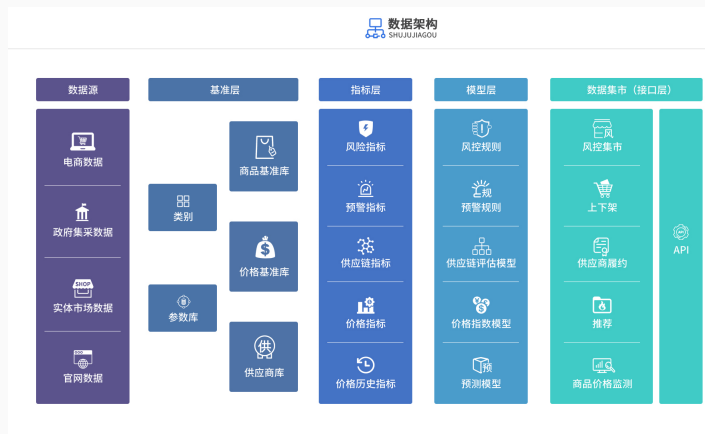 数据架构
SHUJUJIAGOU
数据源
基准层
指标层
模型层
数据集市（接口层）
电商数据
政府集采数据
SHOP
实体市场数据
官网数据
类别
参数库
商品基准库
价格基准库
供
供应商库
风险指标
预警指标
供应链指标
价格指标
价格历史指标
风控规则
规
预警规则
供应链评估模型
价格指数模型
预
预测模型
风
风控集市
上下架
供应商履约
推荐
商品价格监测
API
API